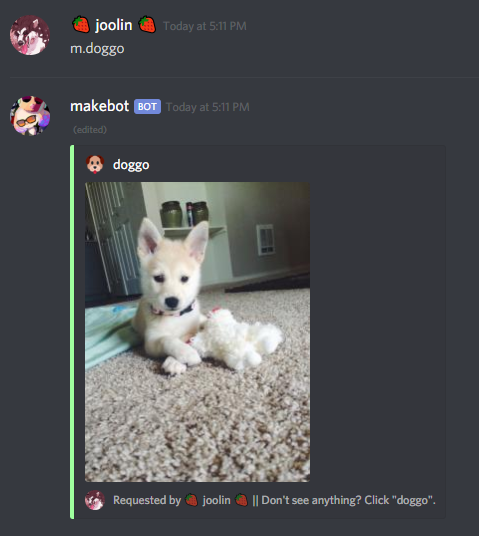 🍓 joolin 🍓 Today at 5:11 PM
m.doggo
makebot BOT Today at 5:11 PM
(edited)
doggo
Requested by 🍓 joolin 🍓 || Don't see anything? Click "doggo".